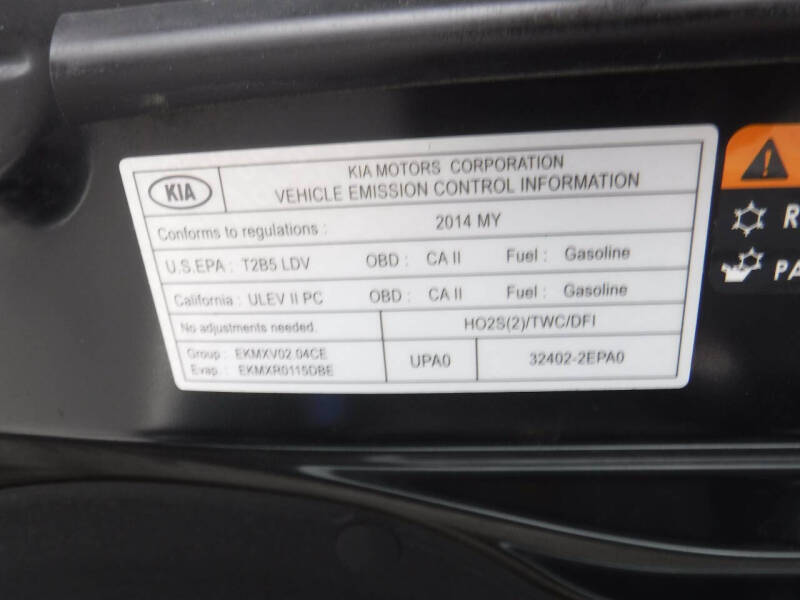 KIA
KIA MOTORS CORPORATION
VEHICLE EMISSION CONTROL INFORMATION
Conforms to regulations : 2014 MY
U.S.EPA : T2B5 LDV OBD : CA II Fuel : Gasoline
California : ULEV II PC OBD : CA II Fuel : Gasoline
No adjustments needed. HO2S(2)/TWC/DFI
Group : EKMXV02.04CE
Evap. : EKMXR0115DBE
UPA0 32402-2EPA0
R
PA